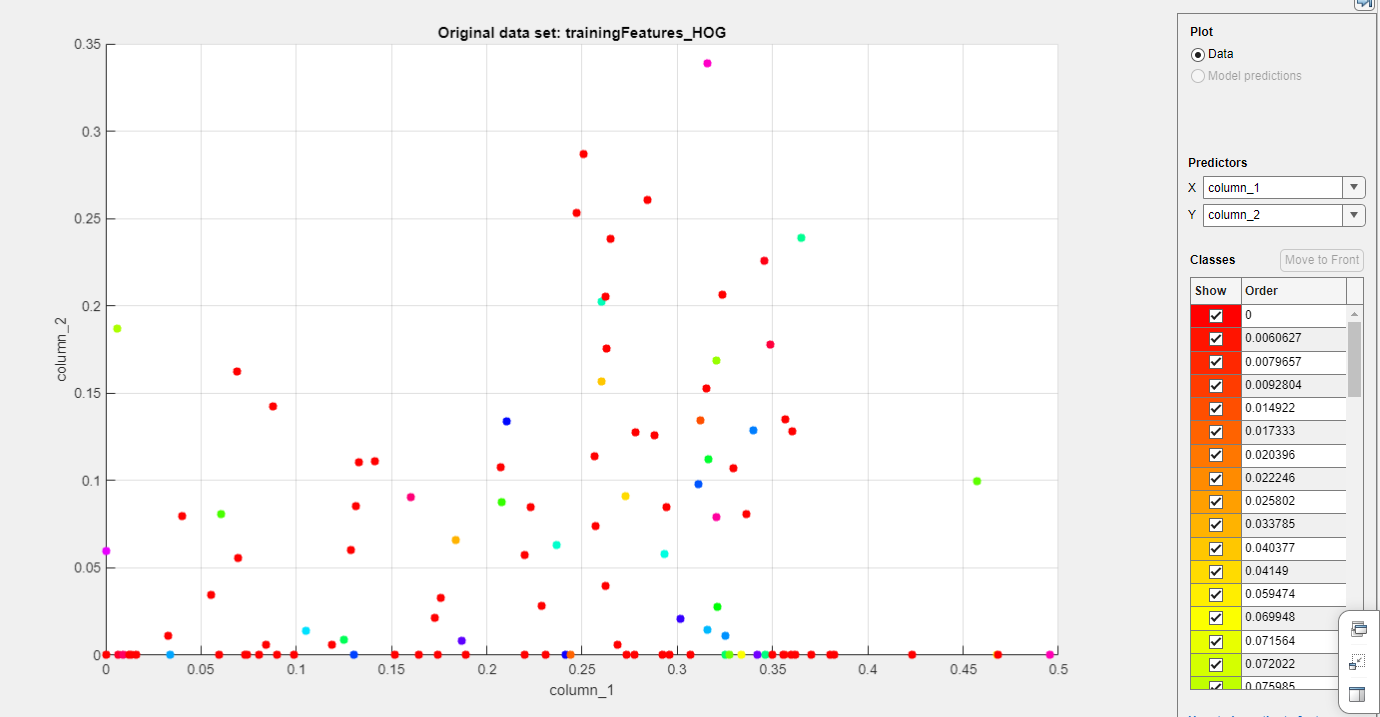 Original data set: trainingFeatures_HOG
0.35
0.3
0.25
0.2
0.15
0.1
0.05
0
column_2
0 0.05 0.1 0.15 0.2 0.25 0.3 0.35 0.4 0.45 0.5
column_1
Plot
Data
Model predictions
Predictors
X column_1
Y column_2
Classes Move to Front
Show Order
0
0.0060627
0.0079657
0.0092804
0.014922
0.017333
0.020396
0.022246
0.025802
0.033785
0.040377
0.04149
0.059474
0.069948
0.071564
0.072022
0.075985